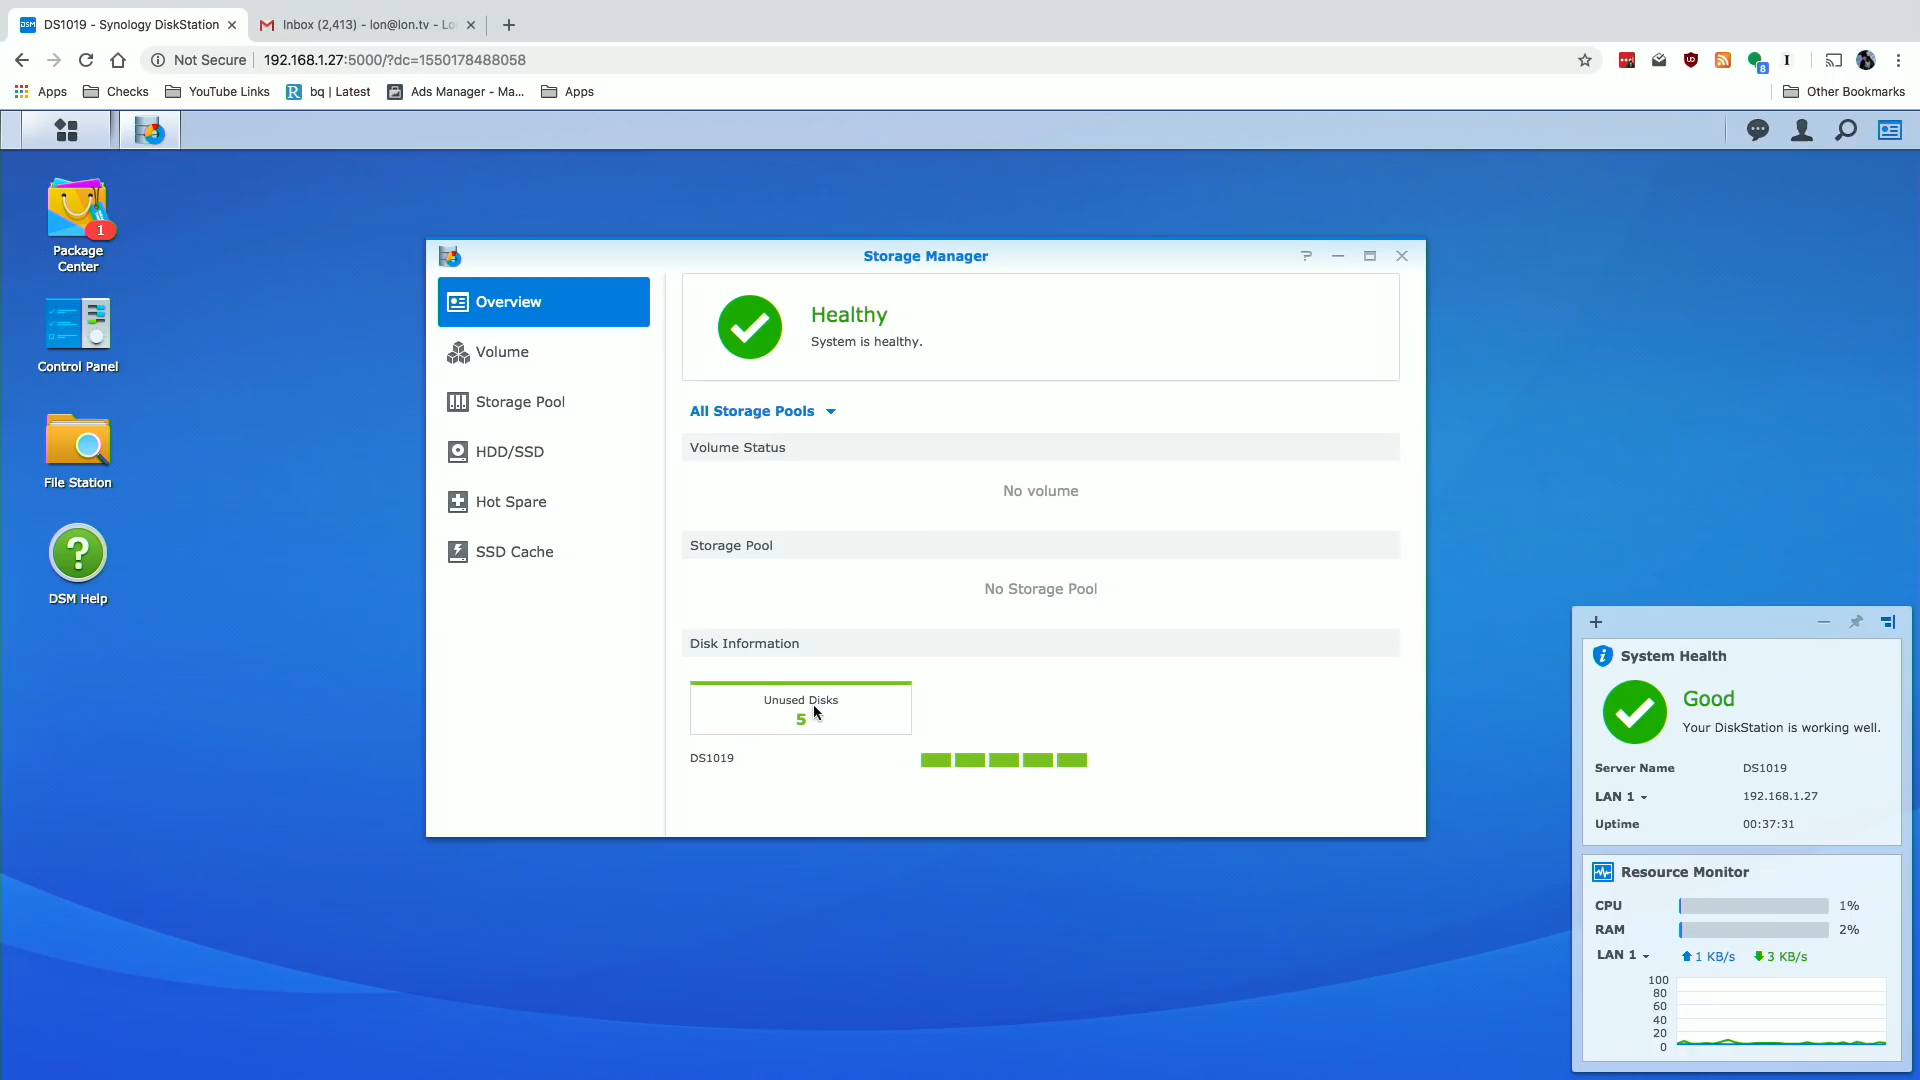 DS1019 - Synology DiskStation
Inbox (2,413) - lon@lon.tv - Lo
Not Secure
192.168.1.27:5000/?dc=1550178488058
8
Apps
Checks
YouTube Links
R
bq | Latest
Ads Manager - Ma...
Apps
Other Bookmarks
1
Package
Center
Control Panel
File Station
?
DSM Help
Storage Manager
?
Overview
Volume
Storage Pool
HDD/SSD
Hot Spare
SSD Cache
Healthy
System is healthy.
All Storage Pools
Volume Status
No volume
Storage Pool
No Storage Pool
Disk Information
Unused Disks
5
DS1019
System Health
Good
Your DiskStation is working well.
Server Name DS1019
LAN 1 192.168.1.27
Uptime 00:37:31
Resource Monitor
CPU 1%
RAM 2%
LAN 1 1 KB/s 3 KB/s
100
80
60
40
20
0